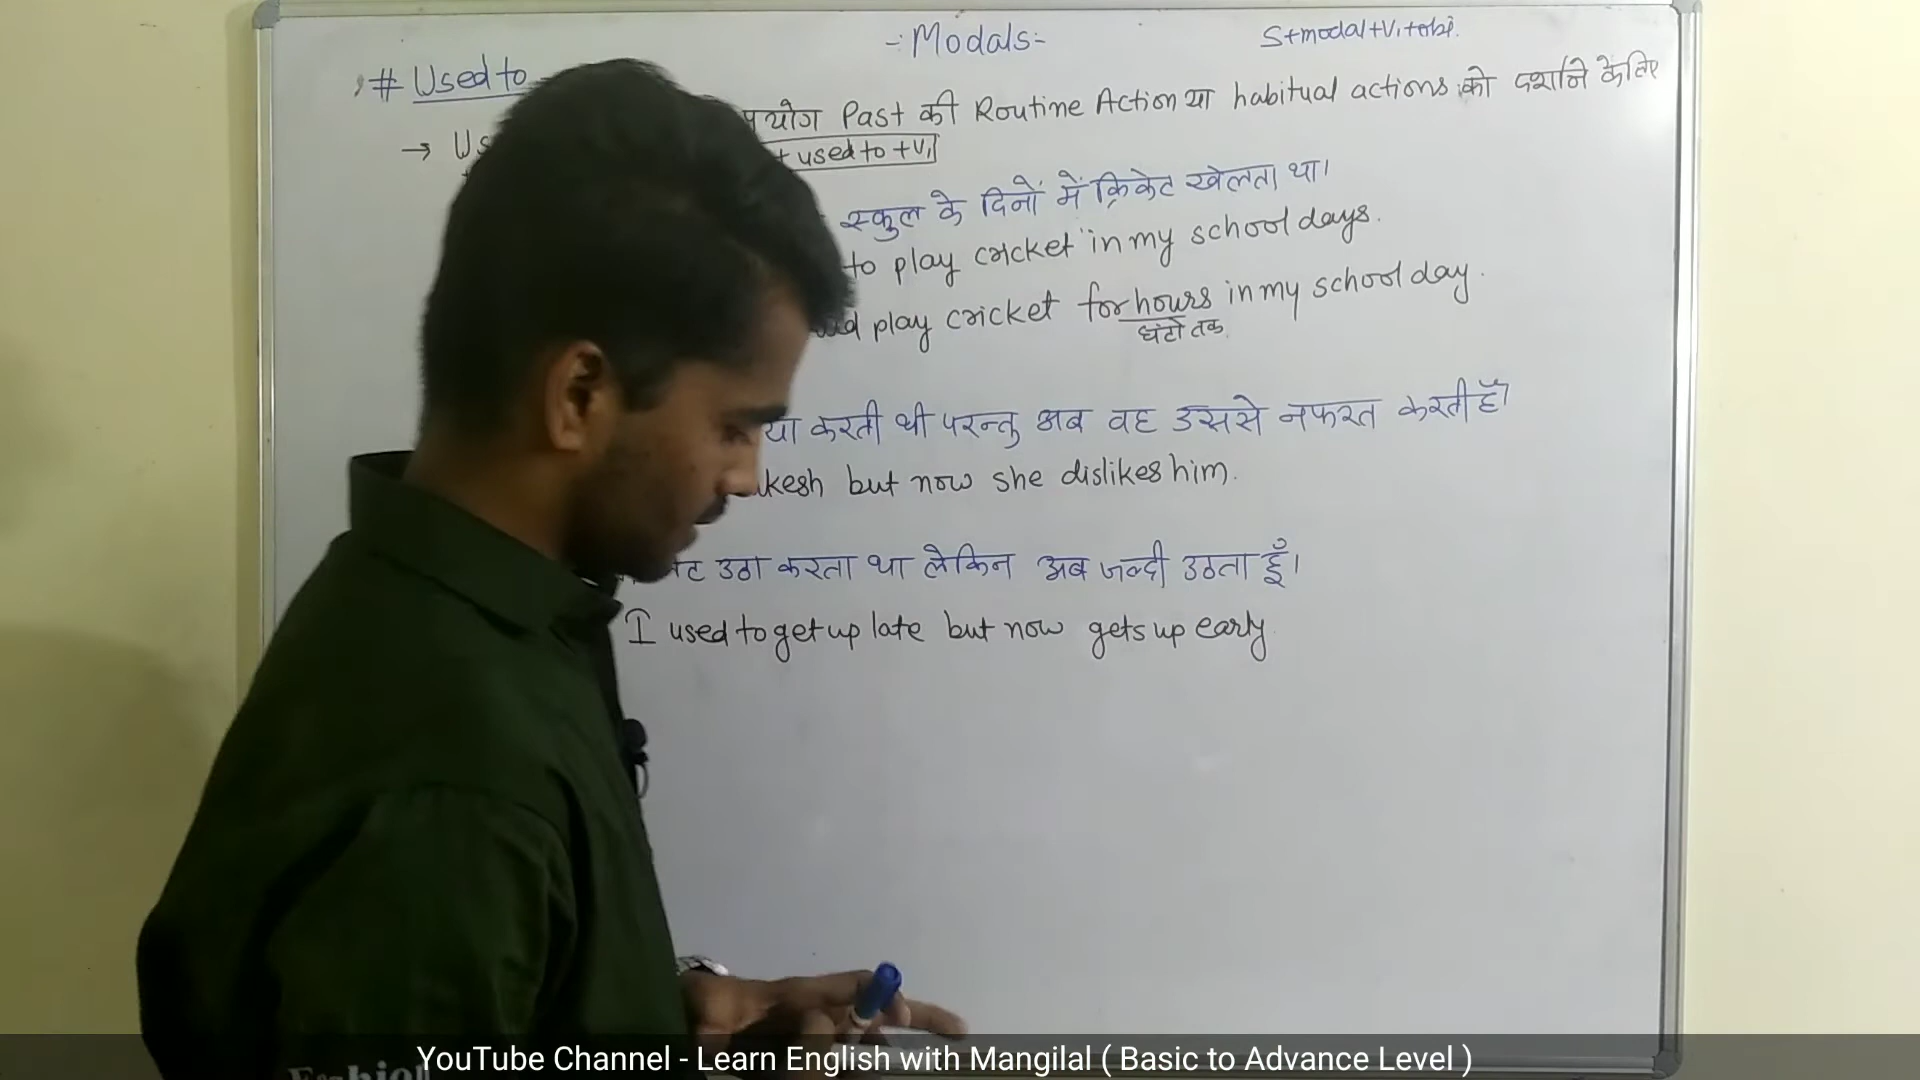 -: Modals:-
S+modal+V₁+obj.
# Used to
→ Us योग Past की Routine Action या habitual actions को दर्शाने के लिए
+ used to + V₁
स्कुल के दिनों में क्रिकेट खेलता था।
to play cricket in my school days.
play cricket for hours in my school day.
घंटो तक
या करती थी परन्तु अब वह उससे नफरत करती हैं
kesh but now she dislikes him.
उठा करता था लेकिन अब जल्दी उठता हूँ।
I used to get up late but now gets up early
YouTube Channel - Learn English with Mangilal ( Basic to Advance Level )